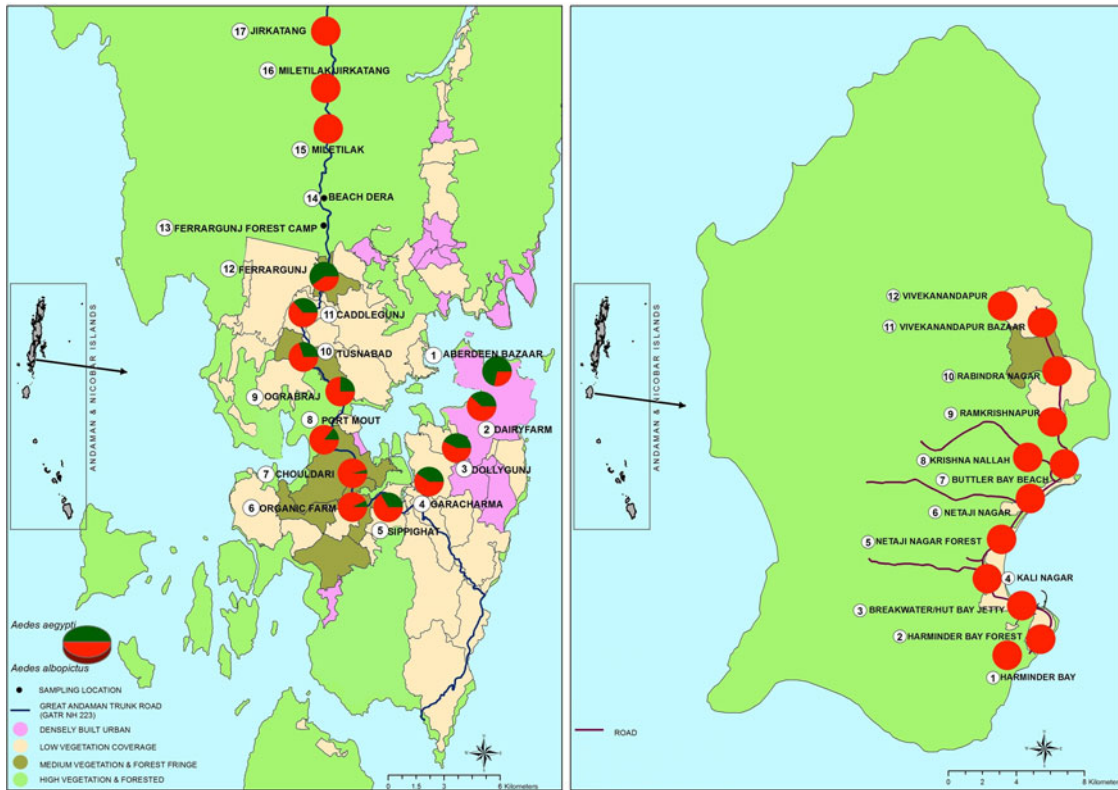 17 JIRKATANG
16 MILETILAK JIRKATANG
15 MILETILAK
14 BEACH DERA
13 FERRARGUNJ FOREST CAMP
12 FERRARGUNJ
11 CADDLEGUNJ
10 TUSNABAD
1 ABERDEEN BAZAAR
9 OGRABRAJ
8 PORT MOUT
2 DAIRYFARM
3 DOLLYGUNJ
7 CHOULDARI
4 GARACHARMA
6 ORGANIC FARM
5 SIPPIGHAT
ANDAMAN & NICOBAR ISLANDS
Aedes aegypti
Aedes albopictus
SAMPLING LOCATION
GREAT ANDAMAN TRUNK ROAD
(GATR NH 223)
DENSELY BUILT URBAN
LOW VEGETATION COVERAGE
MEDIUM VEGETATION & FOREST FRINGE
HIGH VEGETATION & FORESTED
0 1.5 3 6 Kilometers
ANDAMAN & NICOBAR ISLANDS
12 VIVEKANANDAPUR
11 VIVEKANANDAPUR BAZAAR
10 RABINDRA NAGAR
9 RAMKRISHNAPUR
8 KRISHNA NALLAH
7 BUTTLER BAY BEACH
6 NETAJI NAGAR
5 NETAJI NAGAR FOREST
4 KALI NAGAR
3 BREAKWATER/HUT BAY JETTY
2 HARMINDER BAY FOREST
1 HARMINDER BAY
ROAD
0 2 4 8 Kilometers